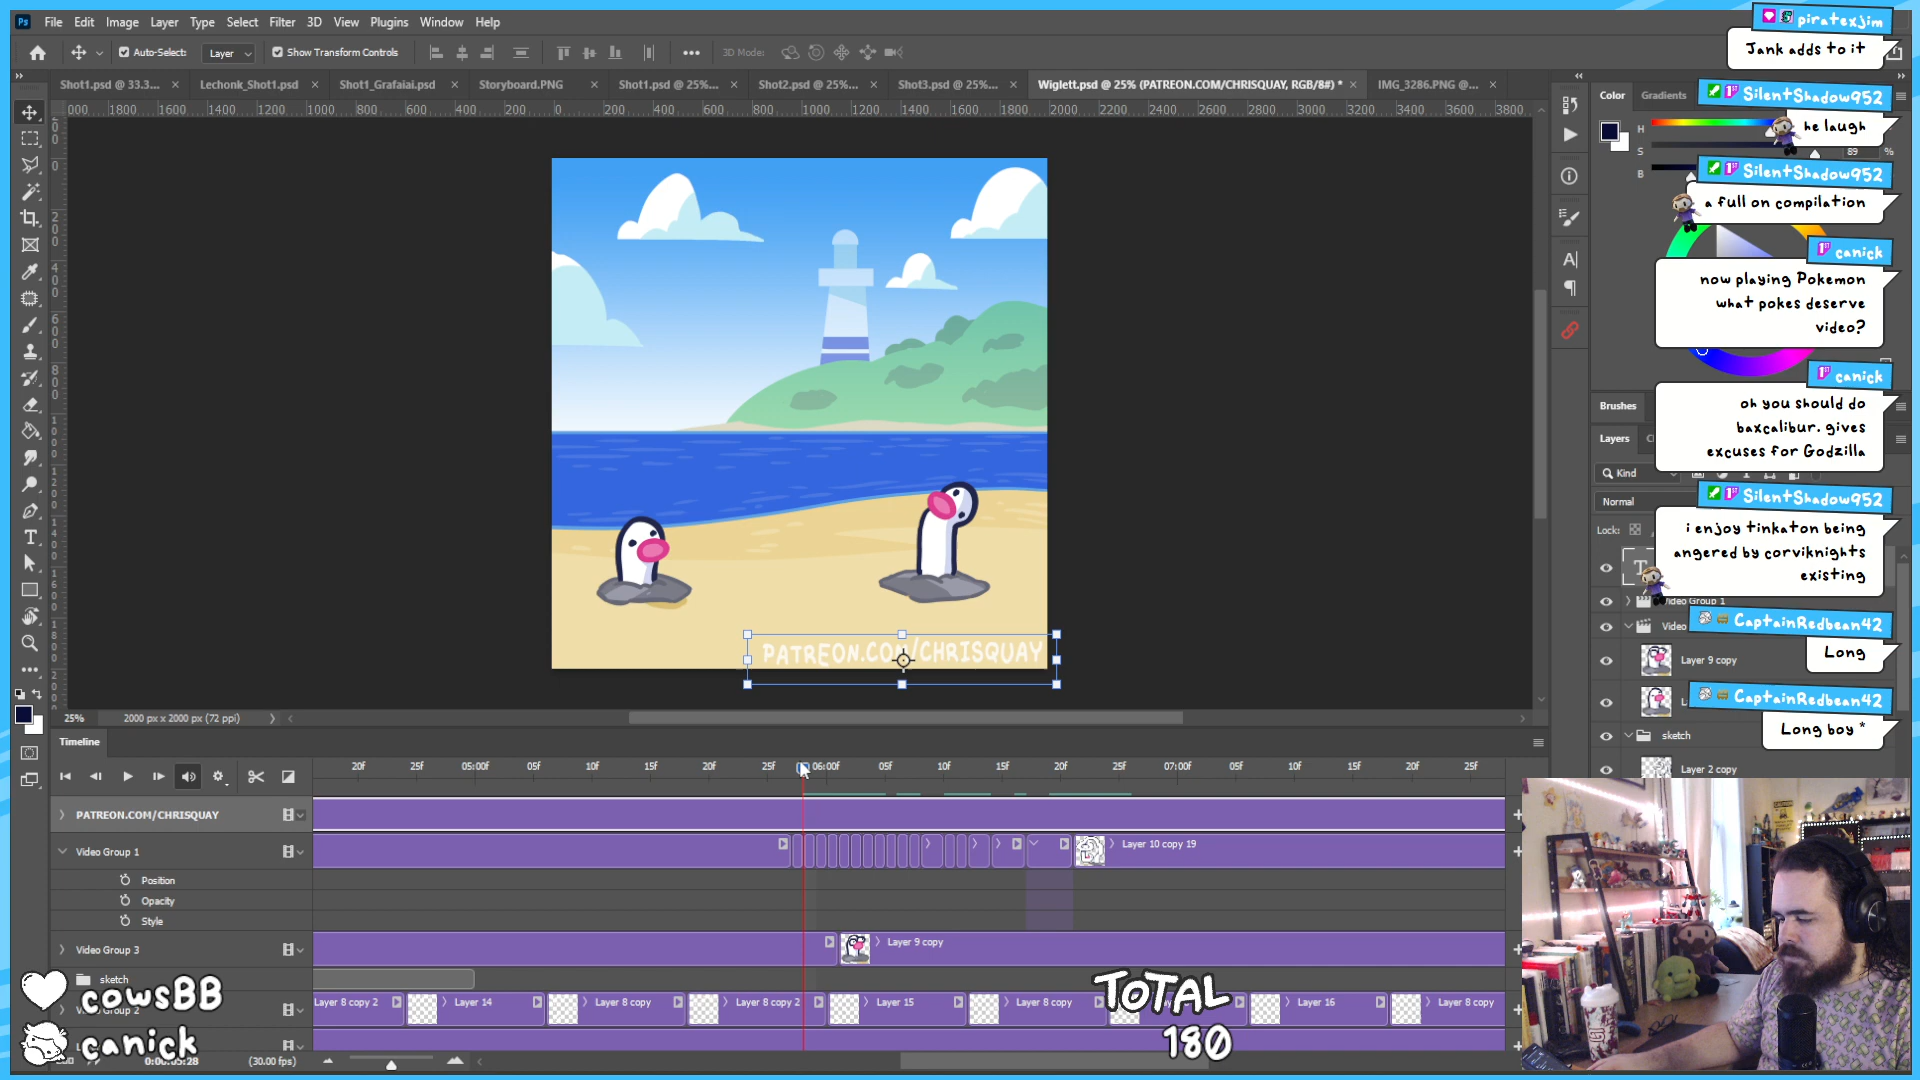 File Edit Image Layer Type Select Filter 3D View Plugins Window Help
Auto-Select: Layer Show Transform Controls 3D Mode:
Shot1.psd @ 33.3... Lechonk_Shot1.psd Shot1_Grafaiai.psd Storyboard.PNG Shot1.psd @ 25%... Shot2.psd @ 25%... Shot3.psd @ 25%... Wiglett.psd @ 25% (PATREON.COM/CHRISQUAY, RGB/8#) * IMG_3286.PNG @...
000 1800 1600 1400 1200 1000 800 600 400 200 0 200 400 600 800 1000 1200 1400 1600 1800 2000 2200 2400 2600 2800 3000 3200 3400 3600 3800
Color Gradients
H
S 89 %
B
Brushes
Layers
Kind
Normal
Lock:
Video Group 1
Video
Layer 9 copy
sketch
Layer 2 copy
piratexjim
Jank adds to it
SilentShadow952
he laugh
SilentShadow952
a full on compilation
canick
now playing Pokemon
what pokes deserve
video?
canick
oh you should do
baxcalibur. gives
excuses for Godzilla
SilentShadow952
i enjoy tinkaton being
angered by corviknights
existing
CaptainRedbean42
Long
CaptainRedbean42
Long boy *
PATREON.COM/CHRISQUAY
25% 2000 px x 2000 px (72 ppi)
Timeline
20f 25f 05:00f 05f 10f 15f 20f 25f 06:00f 05f 10f 15f 20f 25f 07:00f 05f 10f 15f 20f 25f
PATREON.COM/CHRISQUAY
Video Group 1 Layer 10 copy 19
Position
Opacity
Style
Video Group 3 Layer 9 copy
sketch
Layer 8 copy 2 Layer 14 Layer 8 copy Layer 8 copy 2 Layer 15 Layer 8 copy Layer 16 Layer 8 copy
cowsBB
canick
TOTAL
180
0:00:05:28 (30.00 fps)